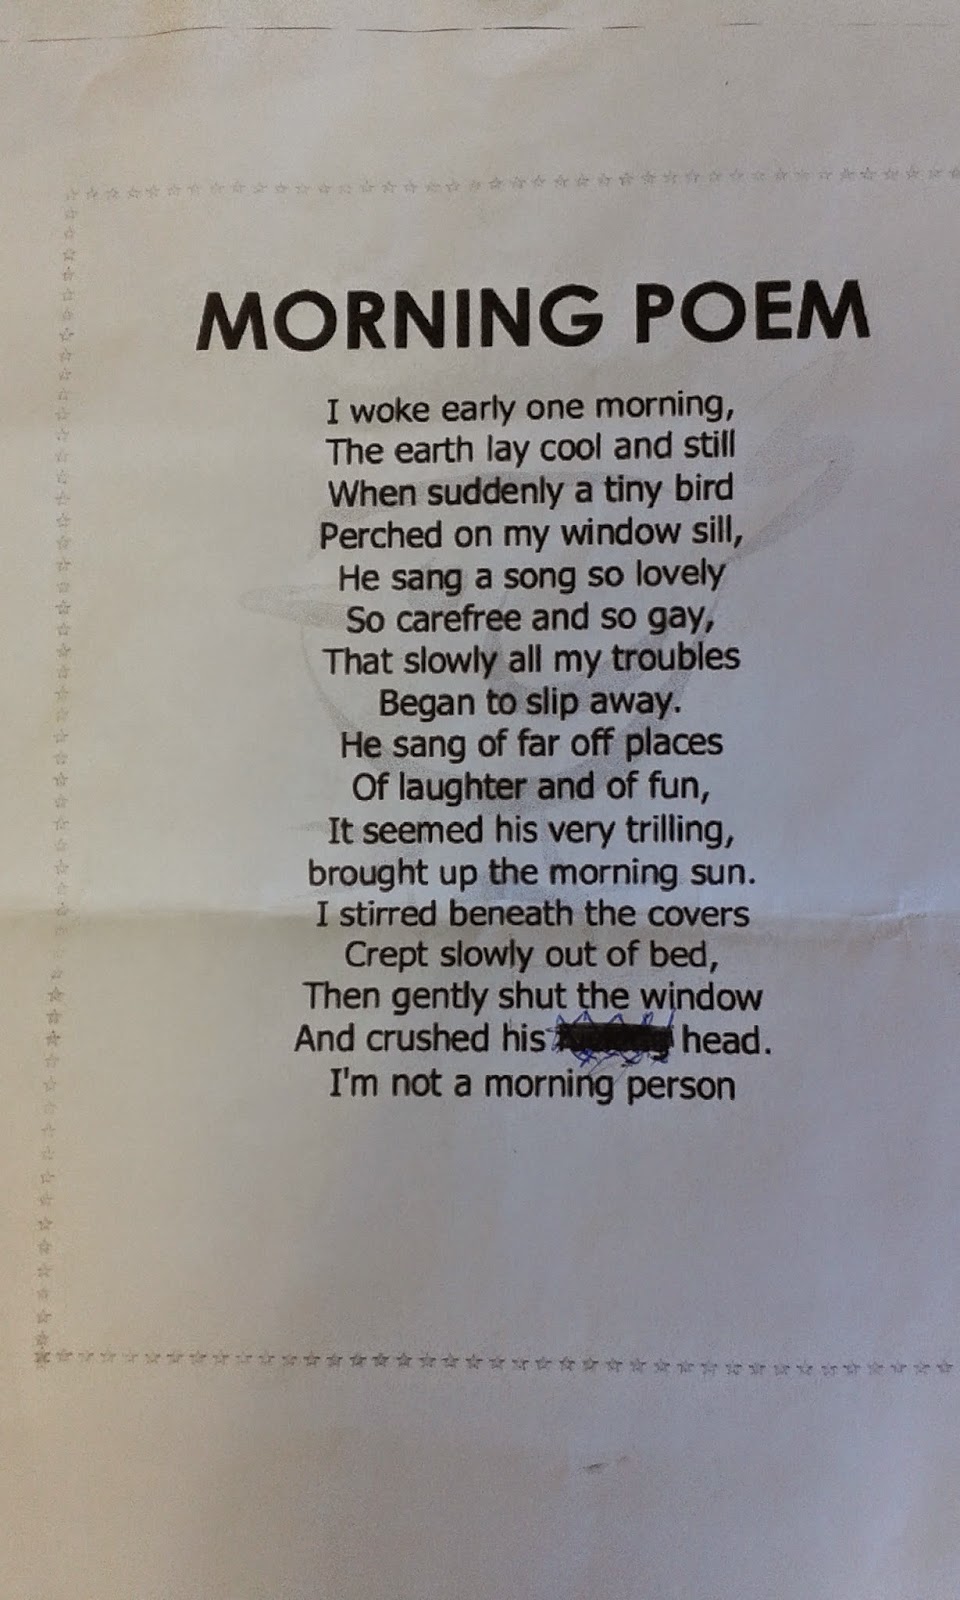 MORNING POEM
I woke early one morning,
The earth lay cool and still
When suddenly a tiny bird
Perched on my window sill,
He sang a song so lovely
So carefree and so gay,
That slowly all my troubles
Began to slip away.
He sang of far off places
Of laughter and of fun,
It seemed his very trilling,
brought up the morning sun.
I stirred beneath the covers
Crept slowly out of bed,
Then gently shut the window
And crushed his head.
I'm not a morning person